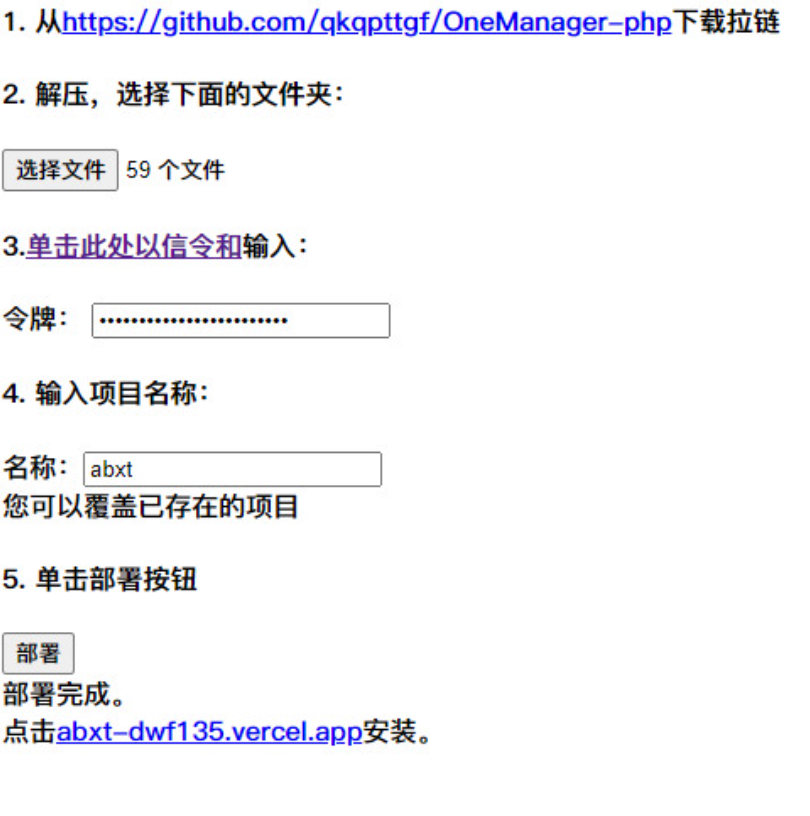 1. 从https://github.com/qkqpttgf/OneManager-php下载拉链
2. 解压，选择下面的文件夹：
选择文件 59 个文件
3.单击此处以信令和输入：
令牌： ••••••••••••••••••••••••
4. 输入项目名称：
名称： abxt
您可以覆盖已存在的项目
5. 单击部署按钮
部署
部署完成。
点击abxt-dwf135.vercel.app安装。